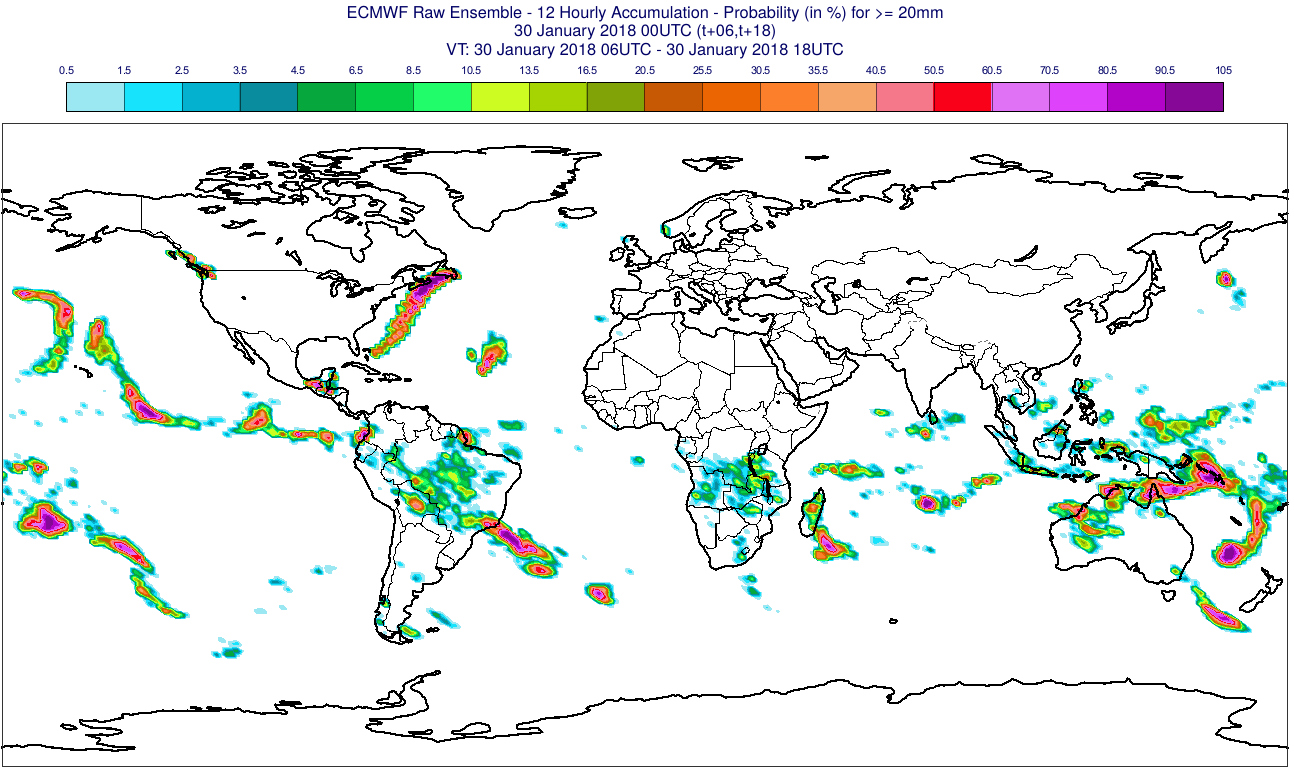 ECMWF Raw Ensemble - 12 Hourly Accumulation - Probability (in %) for >= 20mm
30 January 2018 00UTC (t+06,t+18)
VT: 30 January 2018 06UTC - 30 January 2018 18UTC
0.5 1.5 2.5 3.5 4.5 6.5 8.5 10.5 13.5 16.5 20.5 25.5 30.5 35.5 40.5 50.5 60.5 70.5 80.5 90.5 105